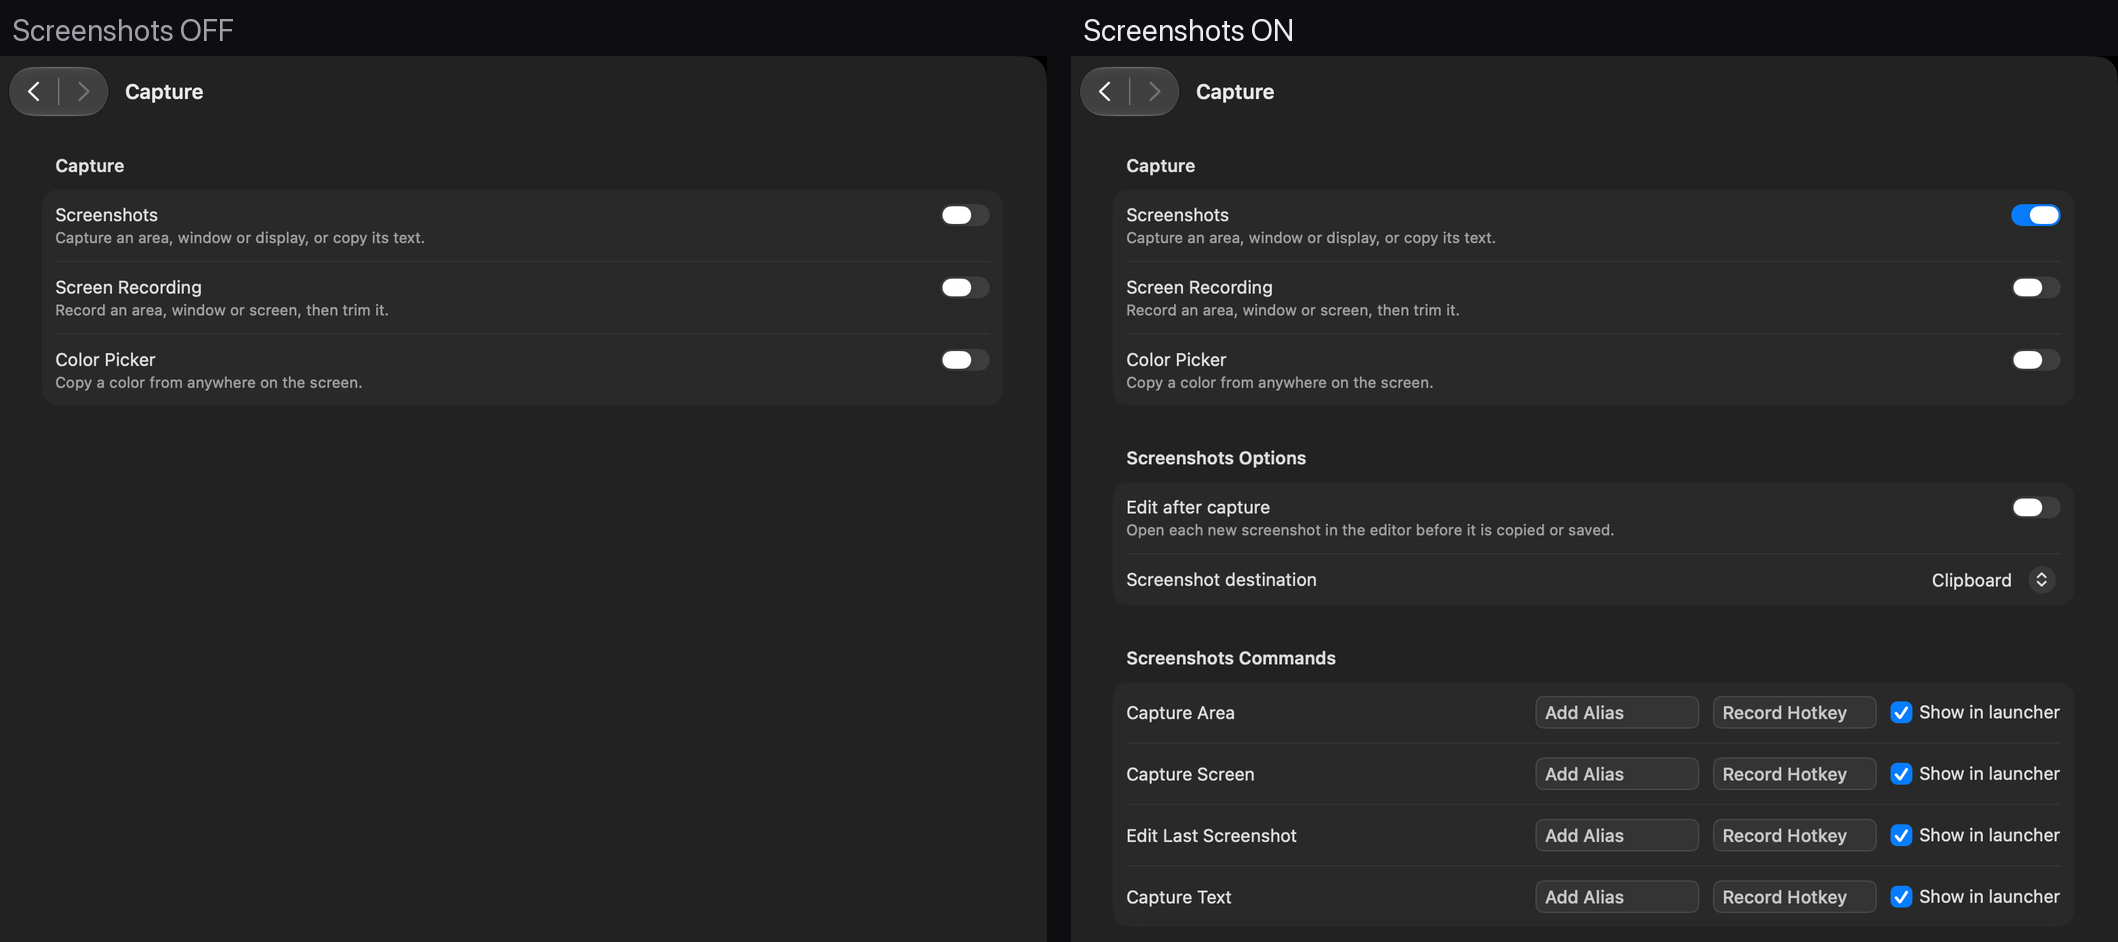 Screenshots OFF
Capture
Capture
Screenshots
Capture an area, window or display, or copy its text.
Screen Recording
Record an area, window or screen, then trim it.
Color Picker
Copy a color from anywhere on the screen.
Screenshots ON
Capture
Capture
Screenshots
Capture an area, window or display, or copy its text.
Screen Recording
Record an area, window or screen, then trim it.
Color Picker
Copy a color from anywhere on the screen.
Screenshots Options
Edit after capture
Open each new screenshot in the editor before it is copied or saved.
Screenshot destination Clipboard
Screenshots Commands
Capture Area Add Alias Record Hotkey Show in launcher
Capture Screen Add Alias Record Hotkey Show in launcher
Edit Last Screenshot Add Alias Record Hotkey Show in launcher
Capture Text Add Alias Record Hotkey Show in launcher